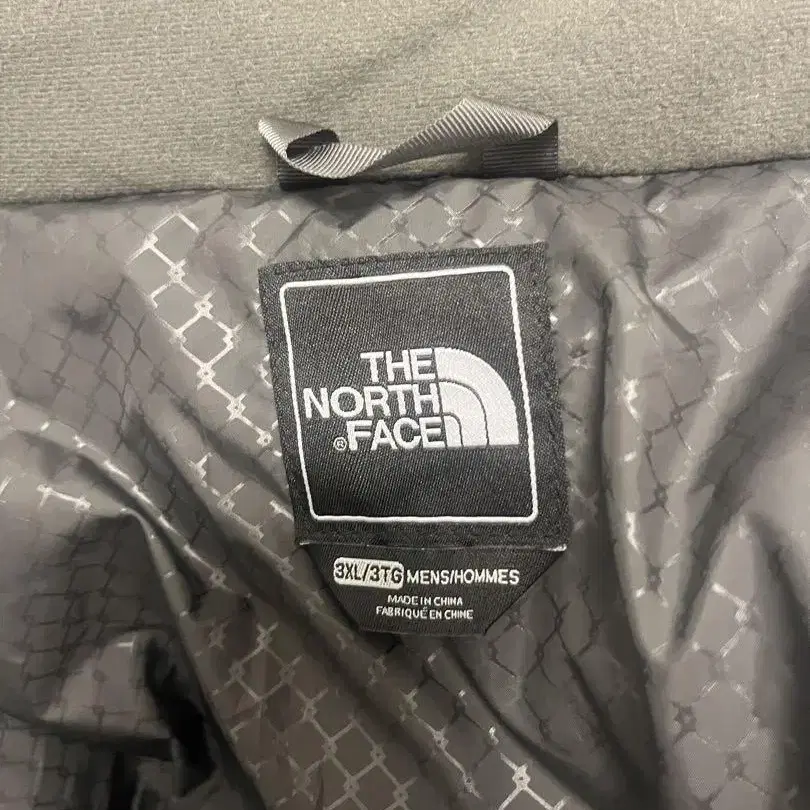 THE
NORTH
®FACE
3XL/3TG MENS/HOMMES
MADE IN CHINA
FABRIQUÉ EN CHINE